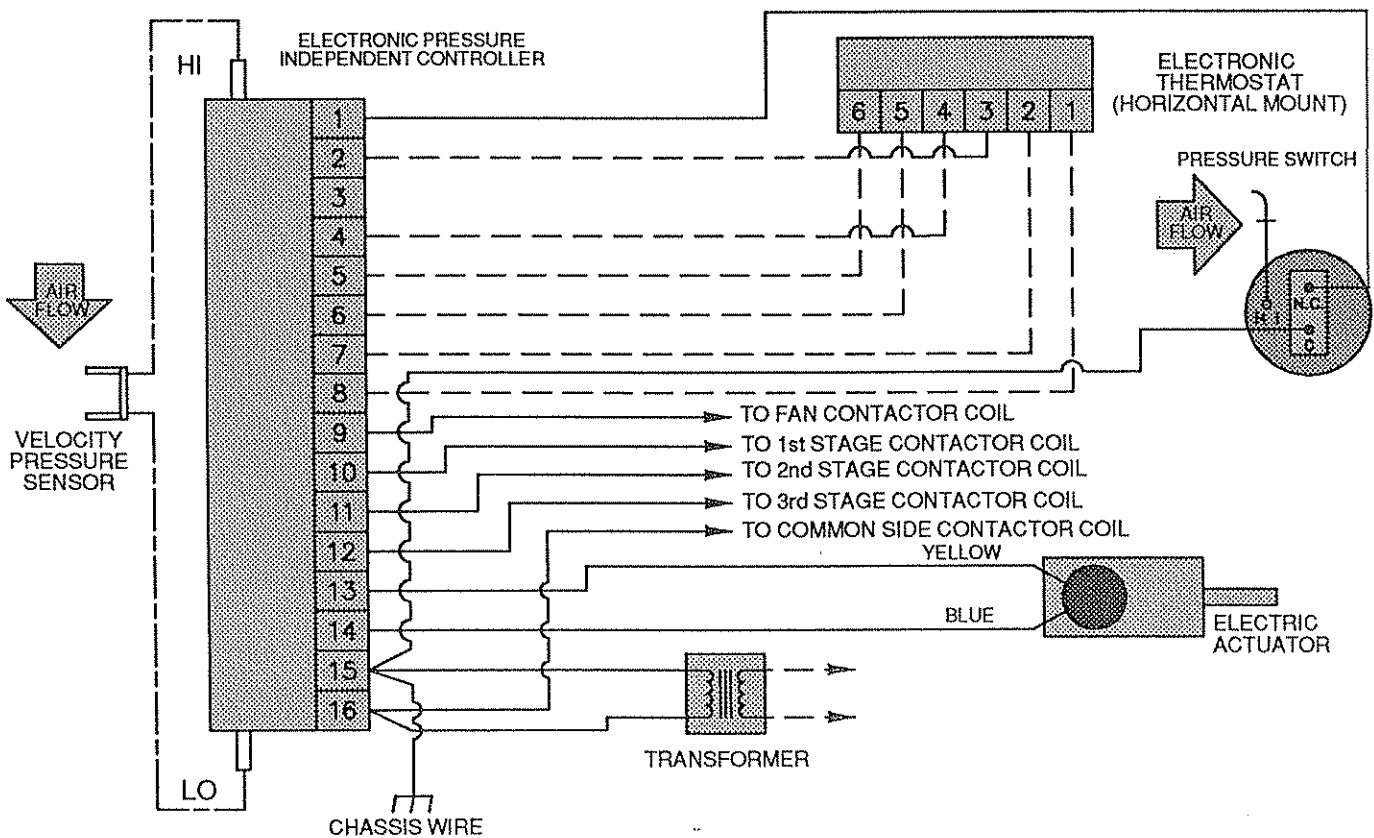 HI
ELECTRONIC PRESSURE
INDEPENDENT CONTROLLER
1
2
3
4
5
6
7
8
9
10
11
12
13
14
15
16
6 5 4 3 2 1
ELECTRONIC
THERMOSTAT
(HORIZONTAL MOUNT)
PRESSURE SWITCH
AIR
FLOW
N.C.
C
AIR
FLOW
VELOCITY
PRESSURE
SENSOR
TO FAN CONTACTOR COIL
TO 1st STAGE CONTACTOR COIL
TO 2nd STAGE CONTACTOR COIL
TO 3rd STAGE CONTACTOR COIL
TO COMMON SIDE CONTACTOR COIL
YELLOW
BLUE
ELECTRIC
ACTUATOR
TRANSFORMER
LO
CHASSIS WIRE